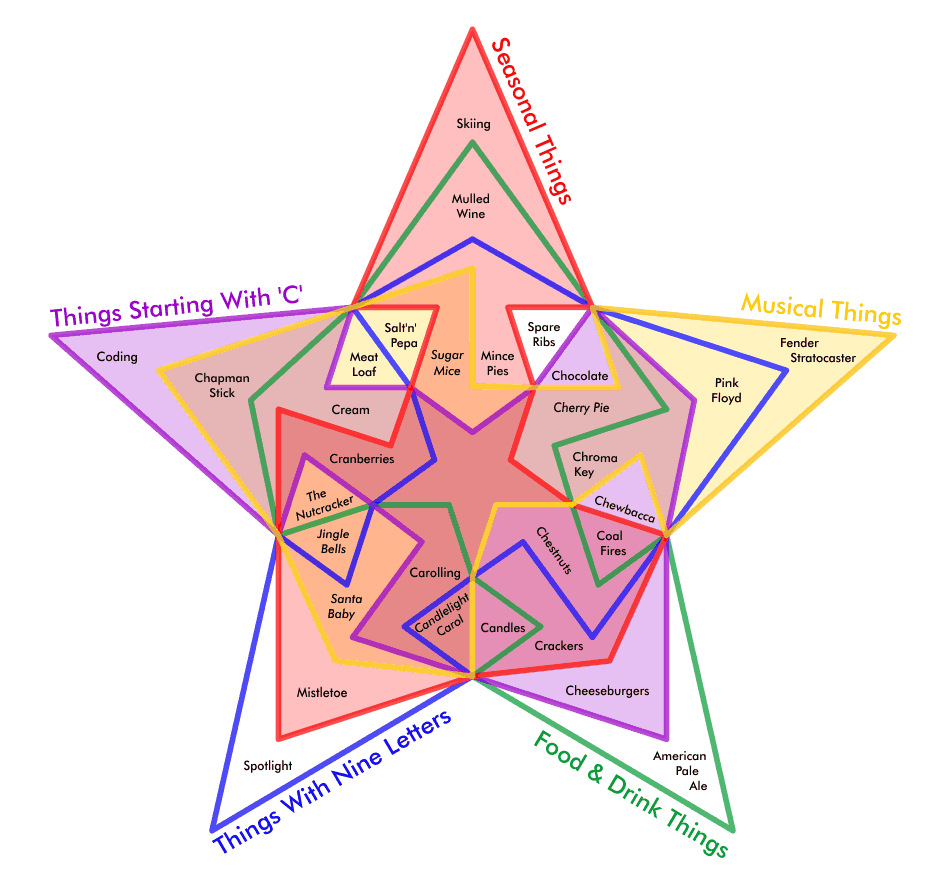 Seasonal Things
Skiing
Mulled
Wine
Things Starting With 'C'
Musical Things
Coding
Chapman
Stick
Salt'n'
Pepa
Meat
Loaf
Sugar
Mice
Mince
Pies
Spare
Ribs
Chocolate
Fender
Stratocaster
Pink
Floyd
Cream
Cherry Pie
Cranberries
Chroma
Key
The
Nutcracker
Chewbacca
Jingle
Bells
Coal
Fires
Chestnuts
Carolling
Santa
Baby
Candlelight
Carol
Candles
Crackers
Mistletoe
Cheeseburgers
Spotlight
American
Pale
Ale
Things With Nine Letters
Food & Drink Things